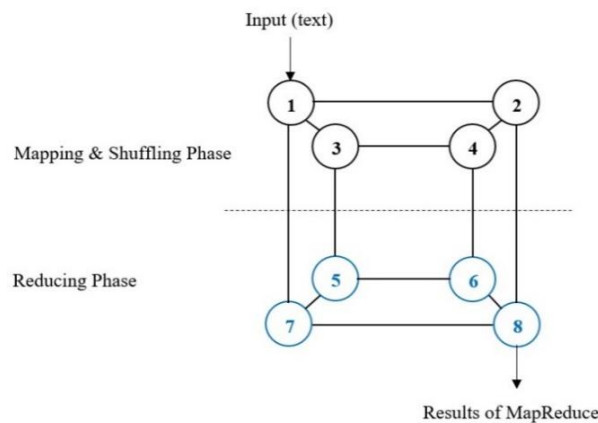 Input (text)
1
2
3
4
Mapping & Shuffling Phase
Reducing Phase
5
6
7
8
Results of MapReduce